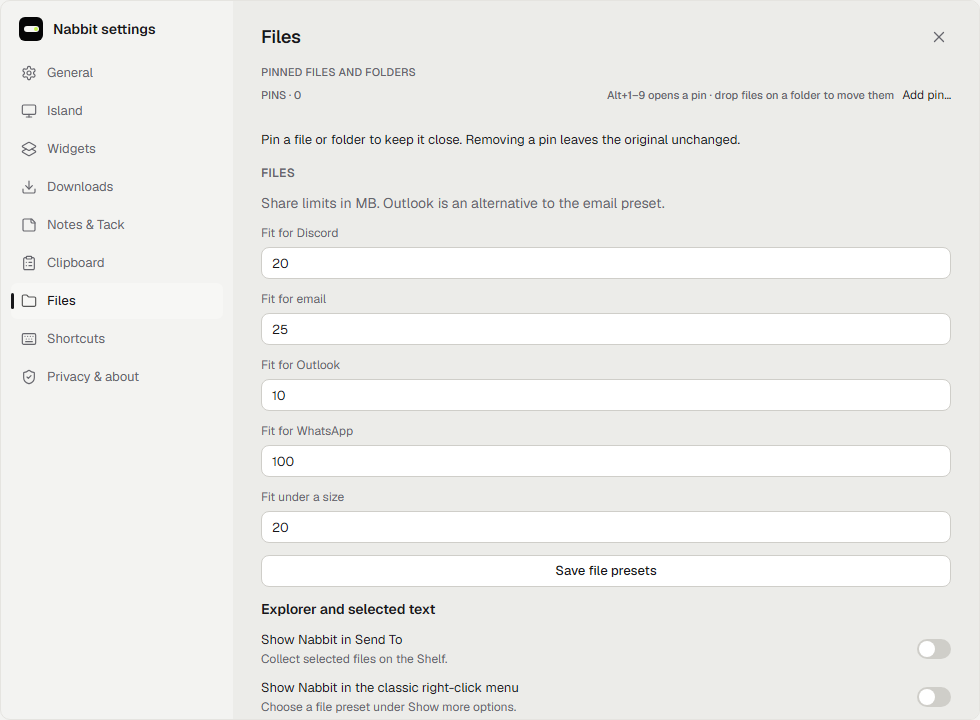 Nabbit settings
General
Island
Widgets
Downloads
Notes & Tack
Clipboard
Files
Shortcuts
Privacy & about
Files
PINNED FILES AND FOLDERS
PINS · 0
Alt+1–9 opens a pin · drop files on a folder to move them Add pin...
Pin a file or folder to keep it close. Removing a pin leaves the original unchanged.
FILES
Share limits in MB. Outlook is an alternative to the email preset.
Fit for Discord
20
Fit for email
25
Fit for Outlook
10
Fit for WhatsApp
100
Fit under a size
20
Save file presets
Explorer and selected text
Show Nabbit in Send To
Collect selected files on the Shelf.
Show Nabbit in the classic right-click menu
Choose a file preset under Show more options.